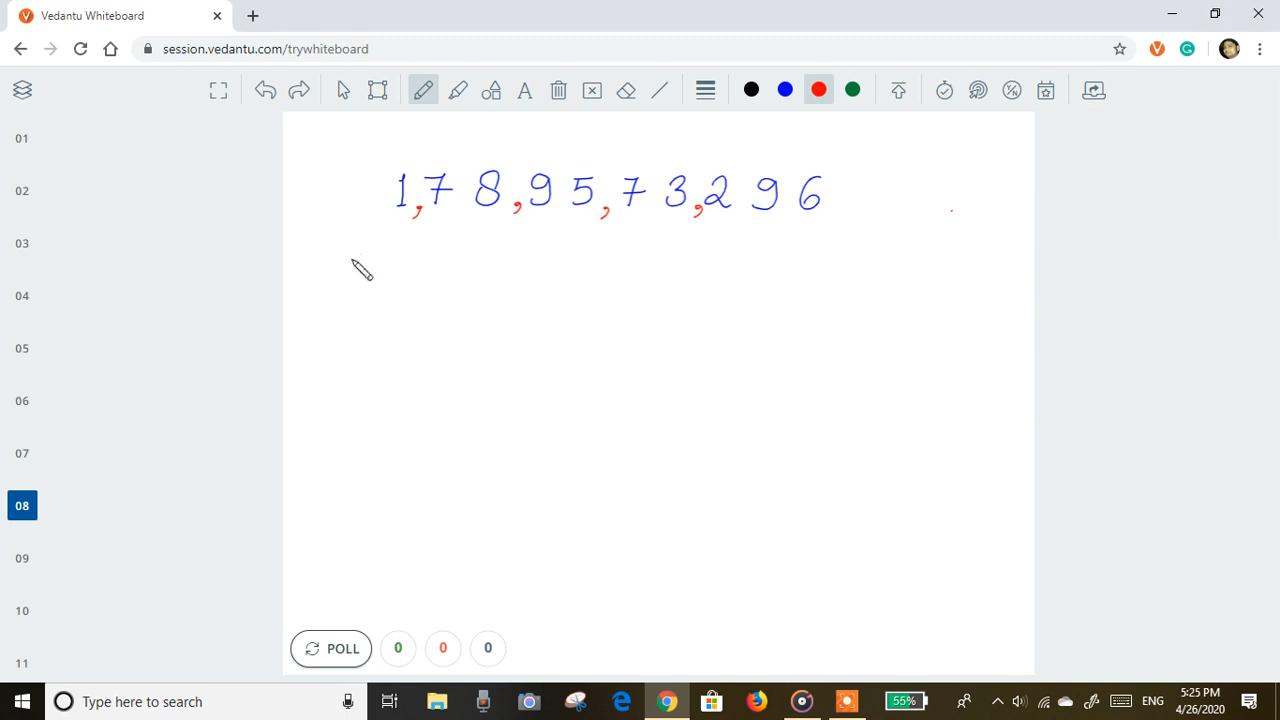 Vedantu Whiteboard
session.vedantu.com/trywhiteboard
A
Y/N
01
02
03
04
05
06
07
08
09
10
11
1,78,95,73,296
POLL
0
0
0
Type here to search
55%
ENG
5:25 PM
4/26/2020